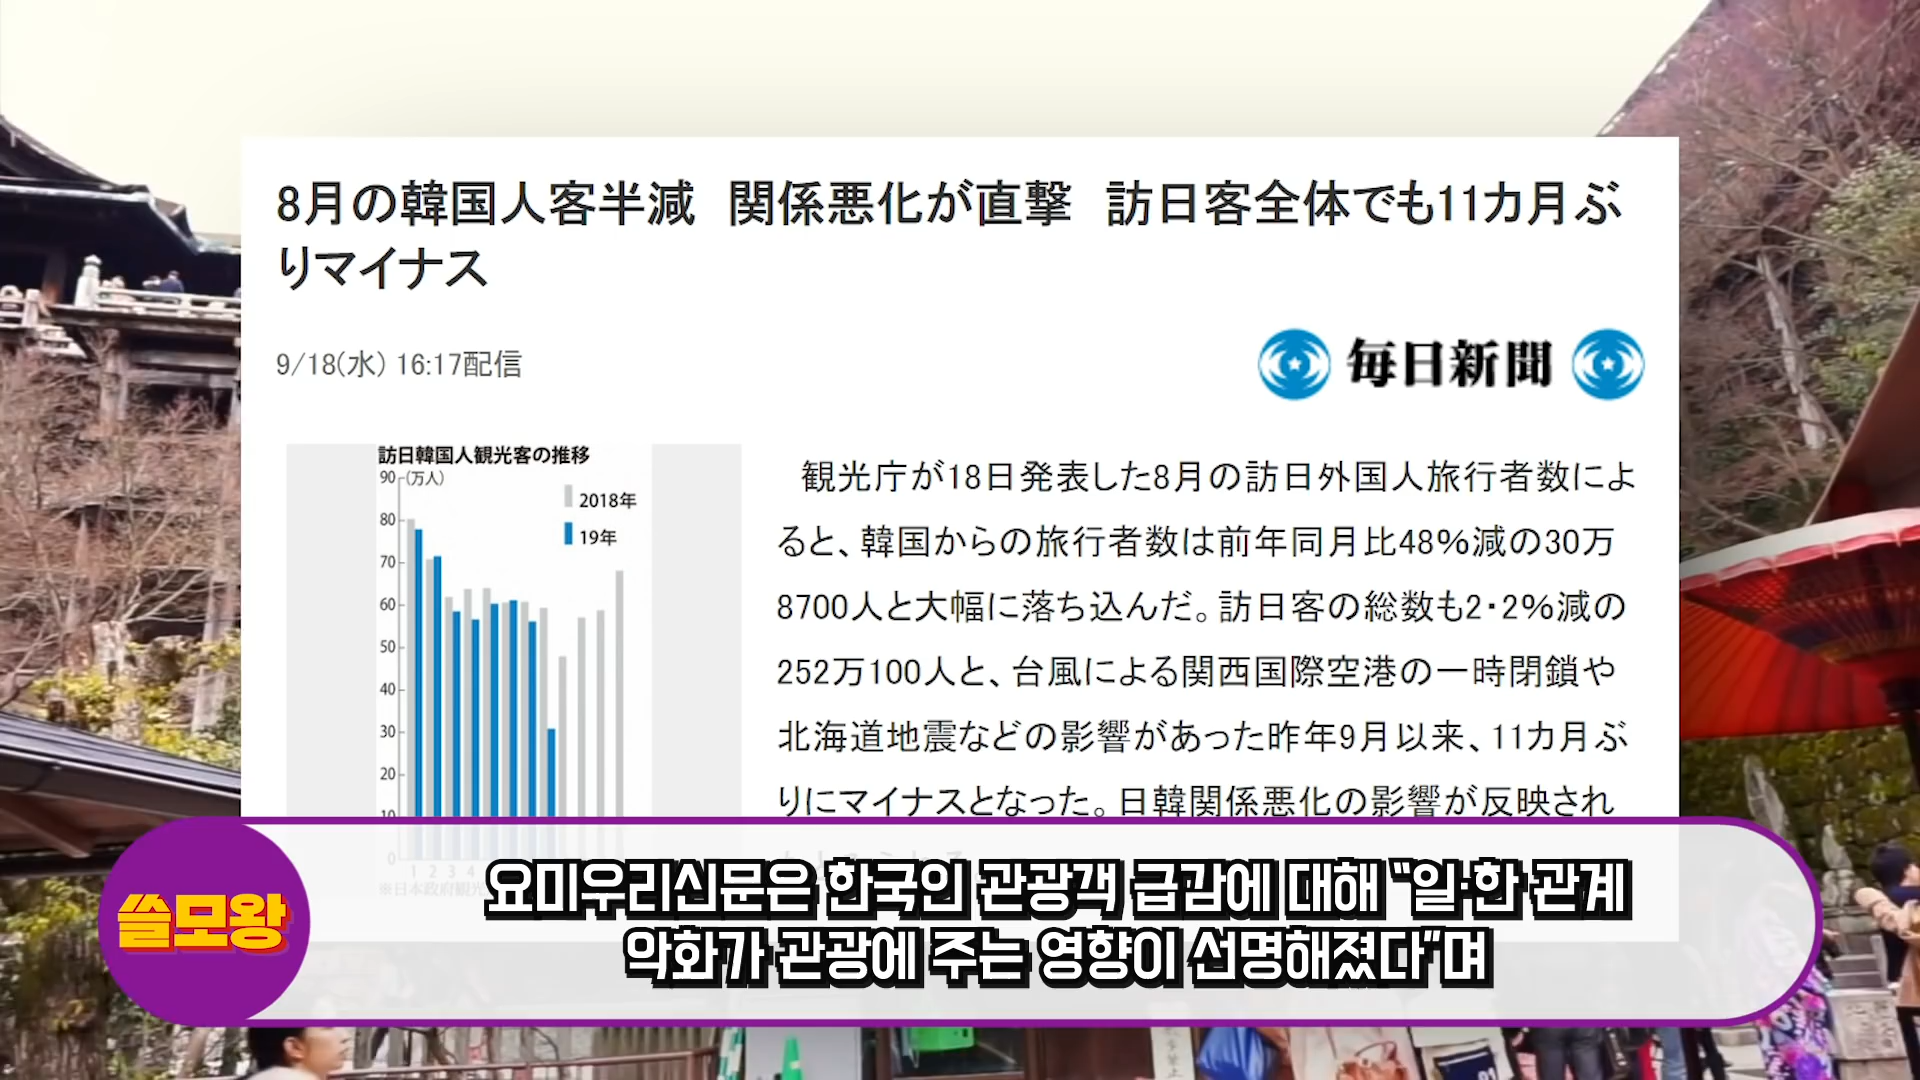 8月の韓国人客半減　関係悪化が直撃　訪日客全体でも11カ月ぶ
りマイナス
9/18(水) 16:17配信
毎日新聞
訪日韓国人観光客の推移
90 (万人)
2018年
80
19年
70
60
50
40
30
20
10
0
1 2 3 4
※日本政府観光
観光庁が18日発表した8月の訪日外国人旅行者数によ
ると、韓国からの旅行者数は前年同月比48％減の30万
8700人と大幅に落ち込んだ。訪日客の総数も2・2％減の
252万100人と、台風による関西国際空港の一時閉鎖や
北海道地震などの影響があった昨年9月以来、11カ月ぶ
りにマイナスとなった。日韓関係悪化の影響が反映され
쓸모왕
요미우리신문은 한국인 관광객 급감에 대해 "일·한 관계
악화가 관광에 주는 영향이 선명해졌다"며